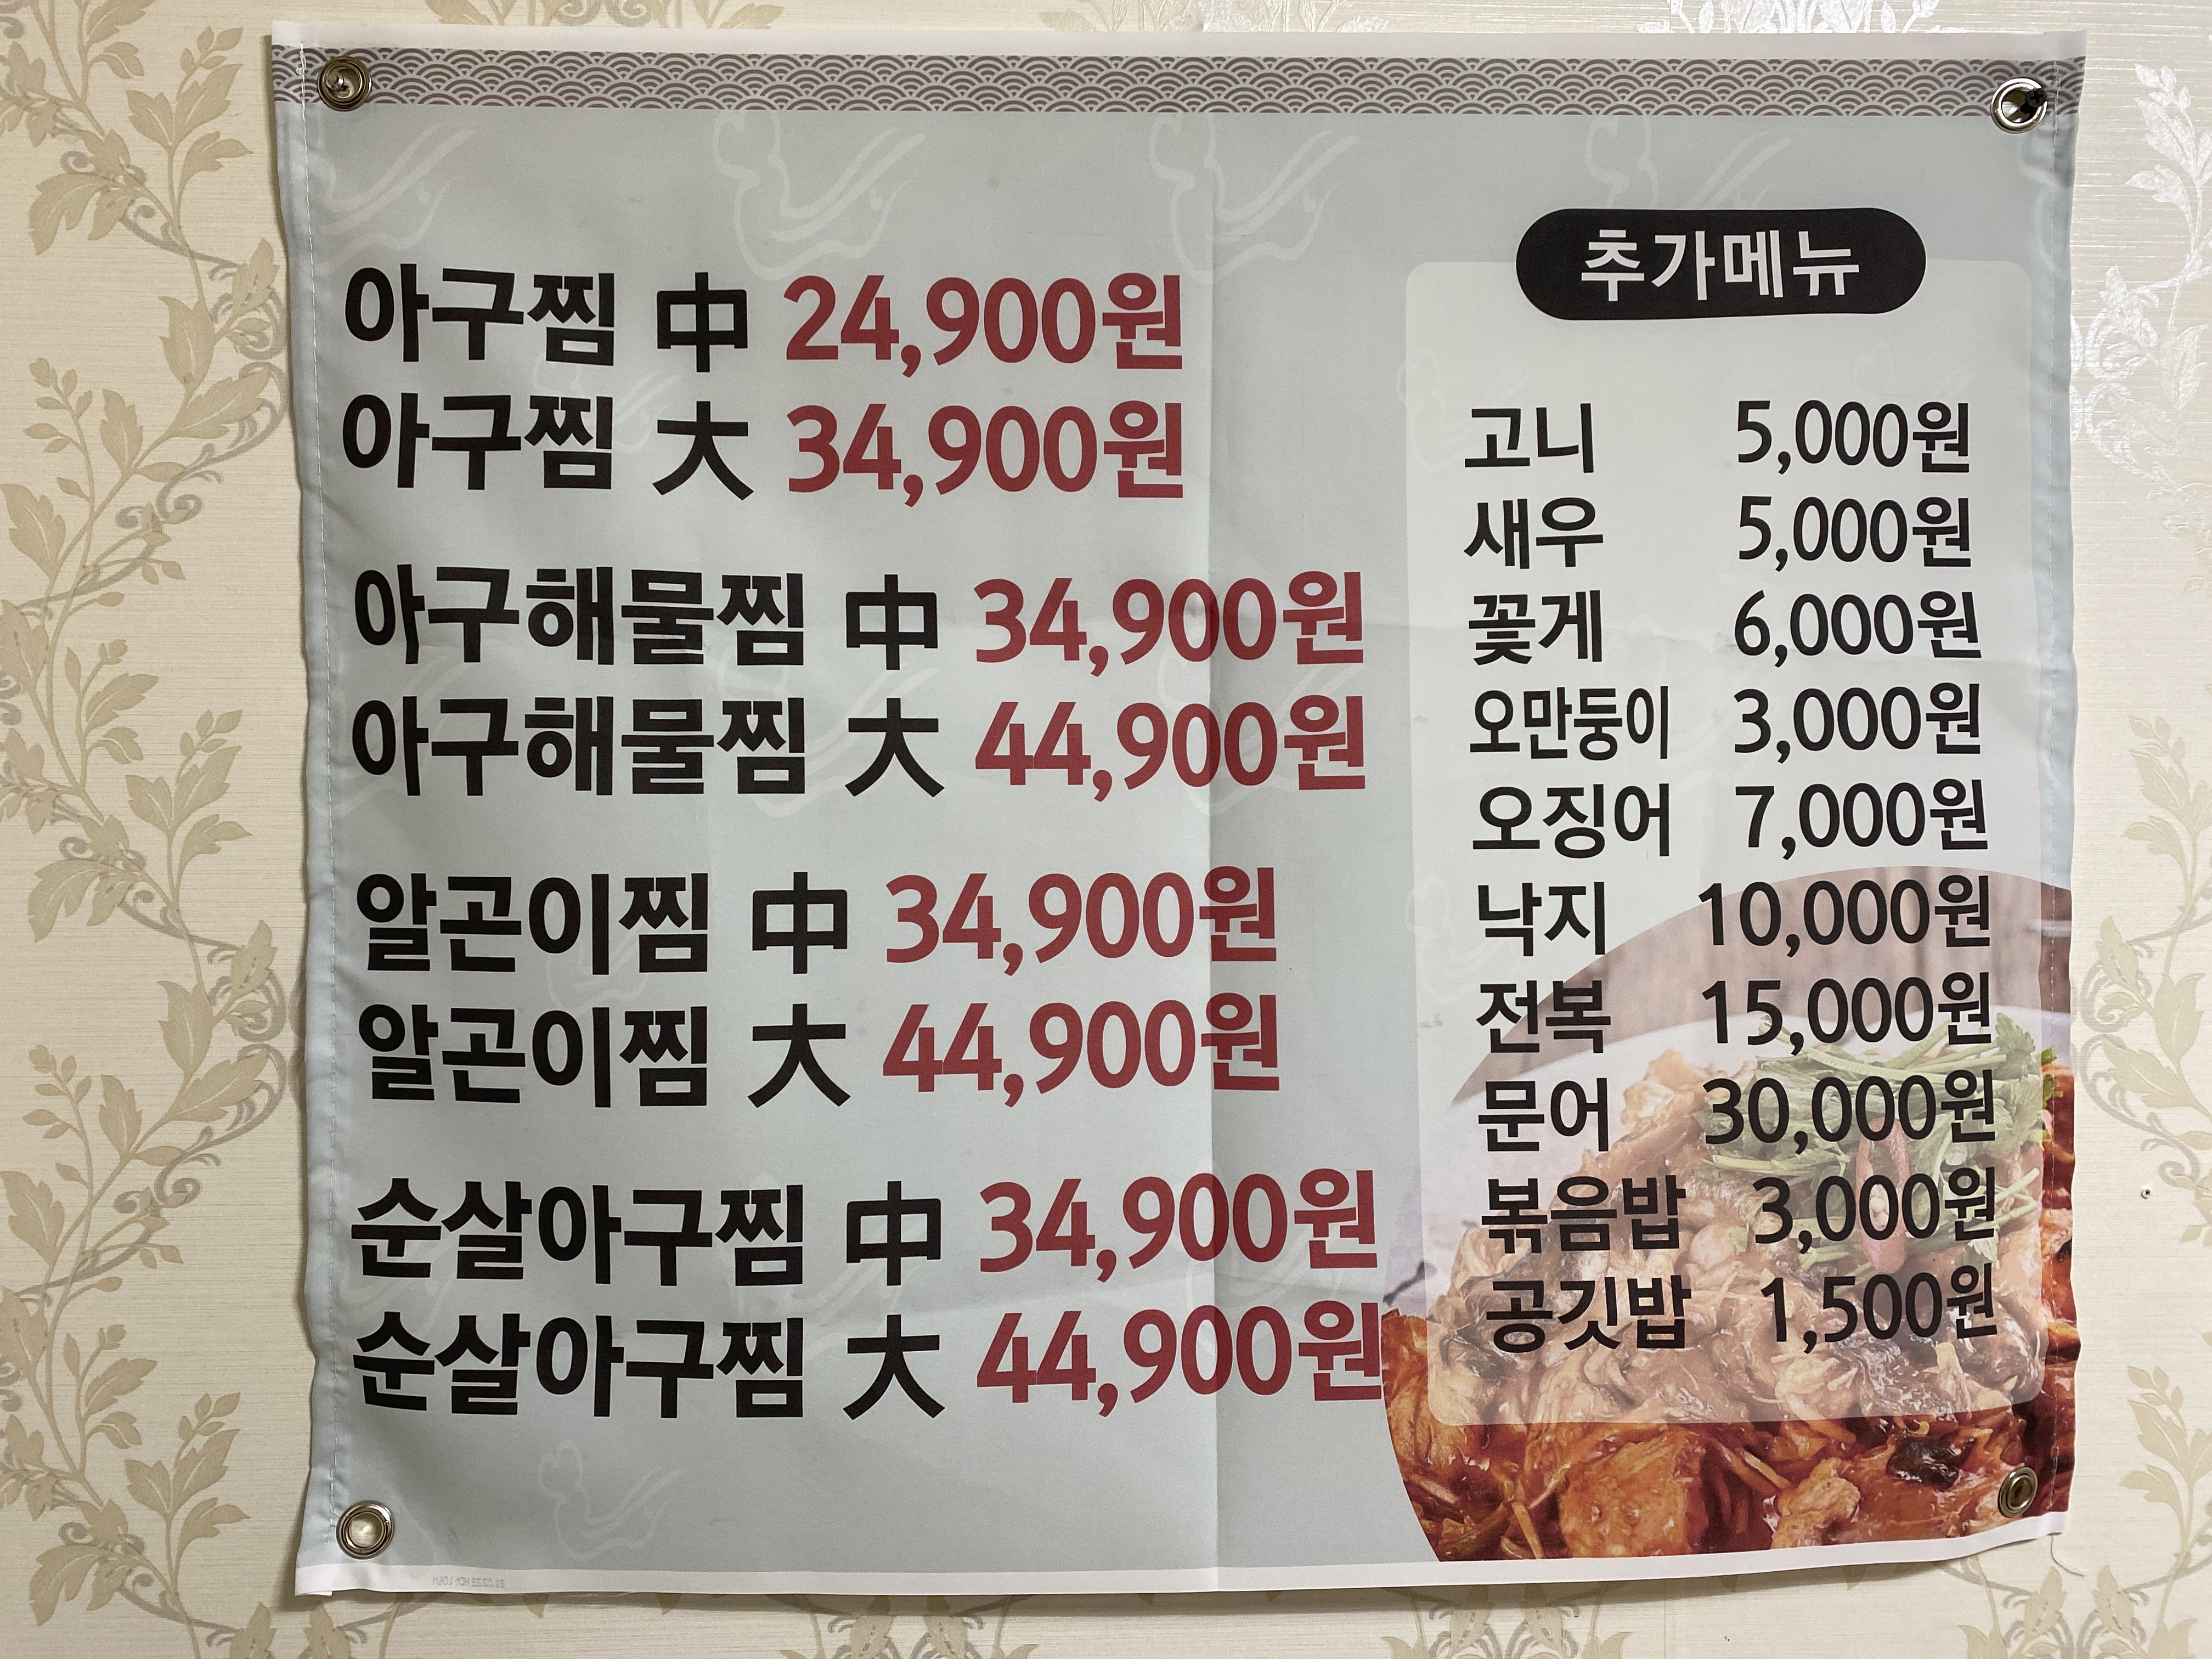 아구찜 中 24,900원
아구찜 大 34,900원
아구해물찜 中 34,900원
아구해물찜 大 44,900원
알곤이찜 中 34,900원
알곤이찜 大 44,900원
순살아구찜 中 34,900원
순살아구찜 大 44,900원
추가메뉴
고니 5,000원
새우 5,000원
꽃게 6,000원
오만둥이 3,000원
오징어 7,000원
낙지 10,000원
전복 15,000원
문어 30,000원
볶음밥 3,000원
공깃밥 1,500원